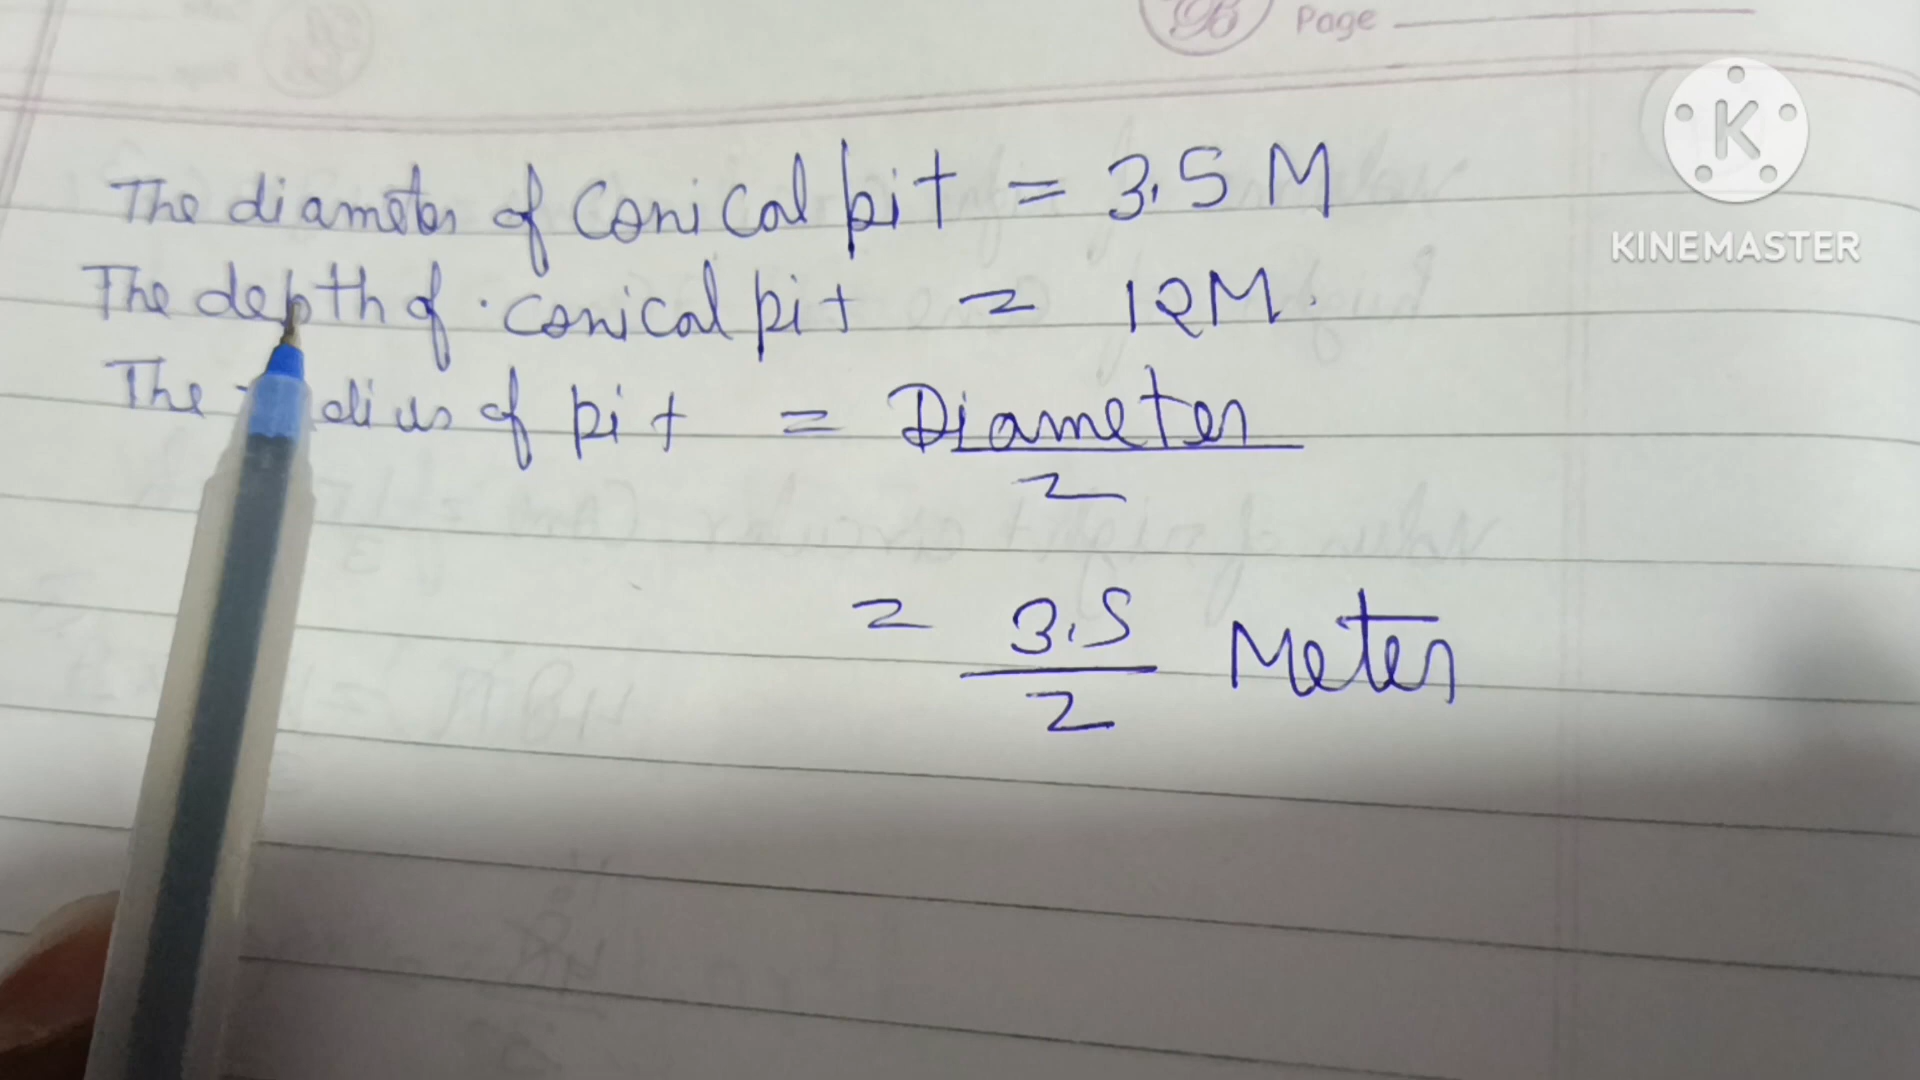 Page
KINEMASTER
The diameter of Conical pit = 3.5 M
The depth of conical pit = 12M.
The radius of pit = Diameter
2
= 3.5 Meter
2